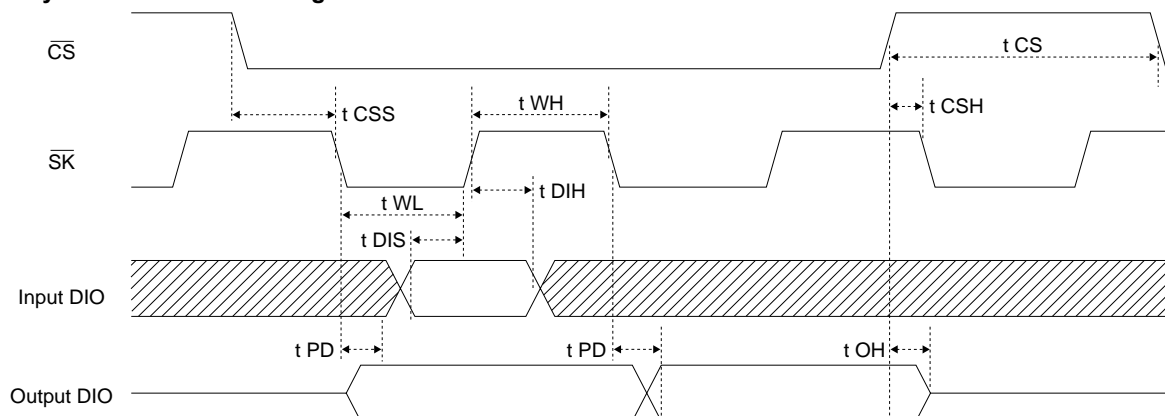 CS
t CS
t CSS
t WH
t CSH
SK
t WL
t DIH
t DIS
Input DIO
t PD
t PD
t OH
Output DIO